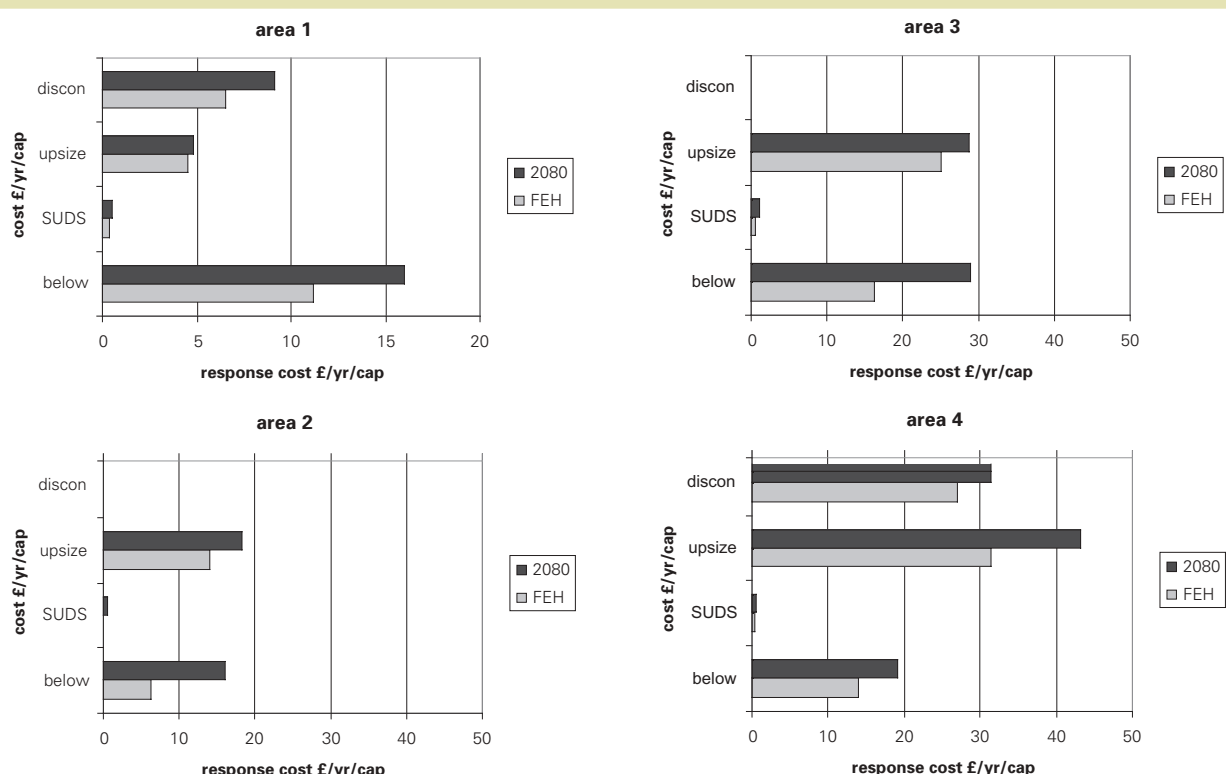 area 1
discon
upsize
SUDS
below
cost £/yr/cap
0 5 10 15 20
response cost £/yr/cap
2080
FEH
area 3
discon
upsize
SUDS
below
cost £/yr/cap
0 10 20 30 40 50
response cost £/yr/cap
2080
FEH
area 2
discon
upsize
SUDS
below
cost £/yr/cap
0 10 20 30 40 50
response cost £/yr/cap
2080
FEH
area 4
discon
upsize
SUDS
below
cost £/yr/cap
0 10 20 30 40 50
response cost £/yr/cap
2080
FEH